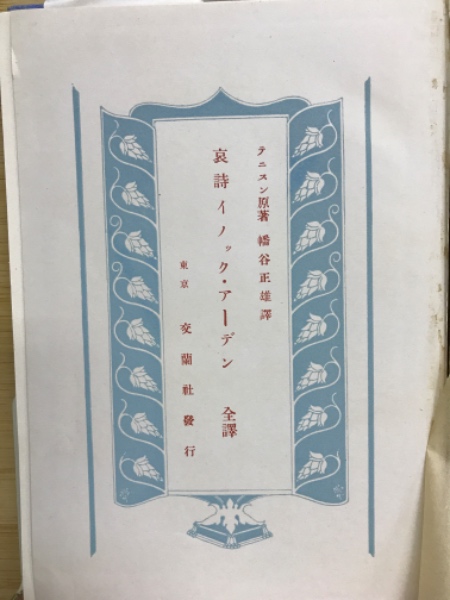 テニスン原著 幡谷正雄譯
哀詩イノック・アーデン 全譯
東京 交蘭社發行